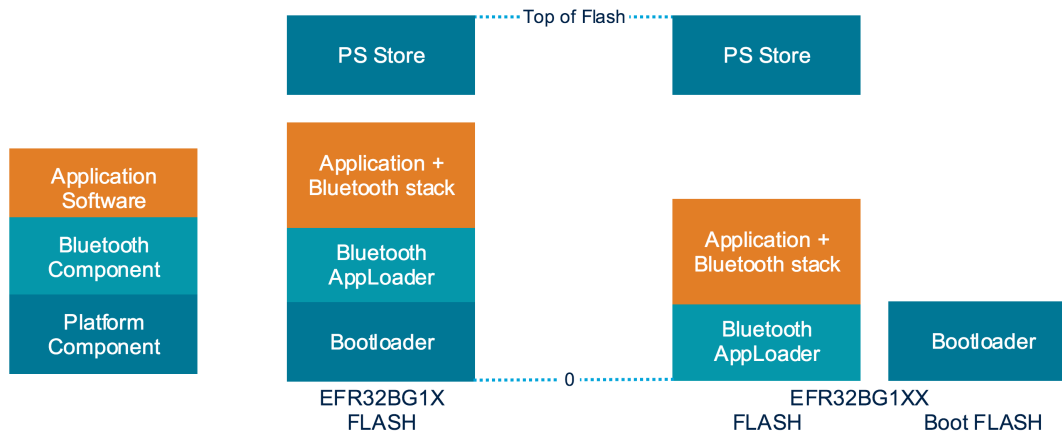 Top of Flash
PS Store
PS Store
Application +
Bluetooth stack
Application
Software
Bluetooth
Component
Platform
Component
Bluetooth
AppLoader
Bootloader
Application +
Bluetooth stack
Bluetooth
AppLoader
Bootloader
0
EFR32BG1X
FLASH
EFR32BG1XX
FLASH
Boot FLASH